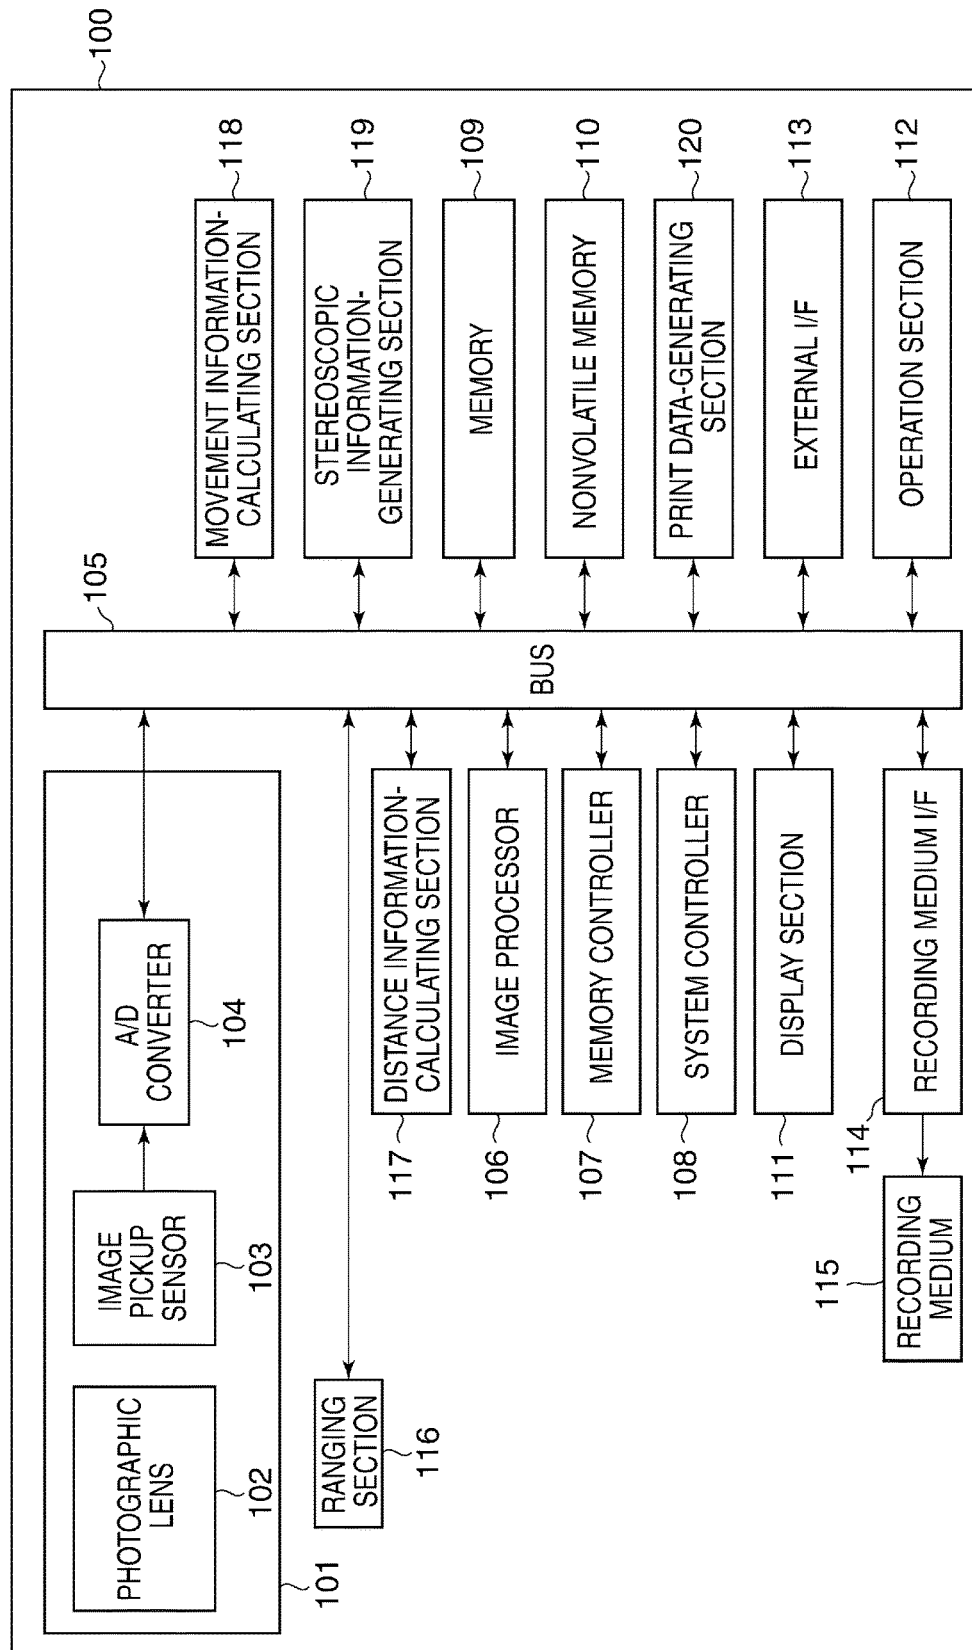 100
101
PHOTOGRAPHIC
LENS
102
IMAGE
PICKUP
SENSOR
103
A/D
CONVERTER
104
105
BUS
RANGING
SECTION
116
DISTANCE INFORMATION-
CALCULATING SECTION
117
IMAGE PROCESSOR
106
MEMORY CONTROLLER
107
SYSTEM CONTROLLER
108
DISPLAY SECTION
111
RECORDING MEDIUM I/F
114
RECORDING
MEDIUM
115
MOVEMENT INFORMATION-
CALCULATING SECTION
118
STEREOSCOPIC
INFORMATION-
GENERATING SECTION
119
MEMORY
109
NONVOLATILE MEMORY
110
PRINT DATA-GENERATING
SECTION
120
EXTERNAL I/F
113
OPERATION SECTION
112